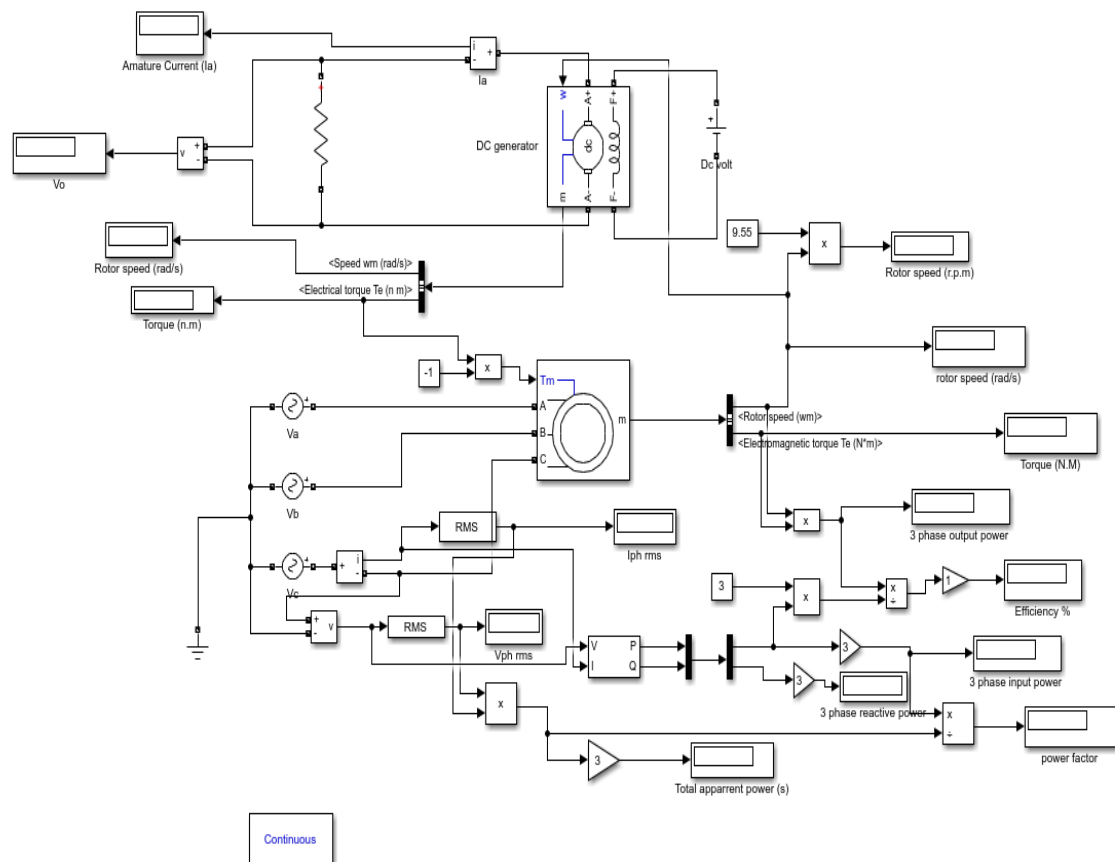 Amature Current (Ia)
i
-
+
Ia
w
A+
F+
DC generator
dc
m
A-
F-
+
Dc volt
+
v
+
-
Vo
9.55
x
Rotor speed (r.p.m)
Rotor speed (rad/s)
<Speed wm (rad/s)>
<Electrical torque Te (n m)>
Torque (n.m)
-1
x
rotor speed (rad/s)
Tm
A
B
C
m
<Rotor speed (wm)>
<Electromagnetic torque Te (N*m)>
Torque (N.M)
+
Va
+
Vb
RMS
Iph rms
x
3 phase output power
+
Vc
+
i
-
3
x
x
÷
1
Efficiency %
+
-
v
RMS
Vph rms
V
I
P
Q
3
3 phase input power
3
3 phase reactive power
x
x
÷
power factor
3
Total apparrent power (s)
Continuous